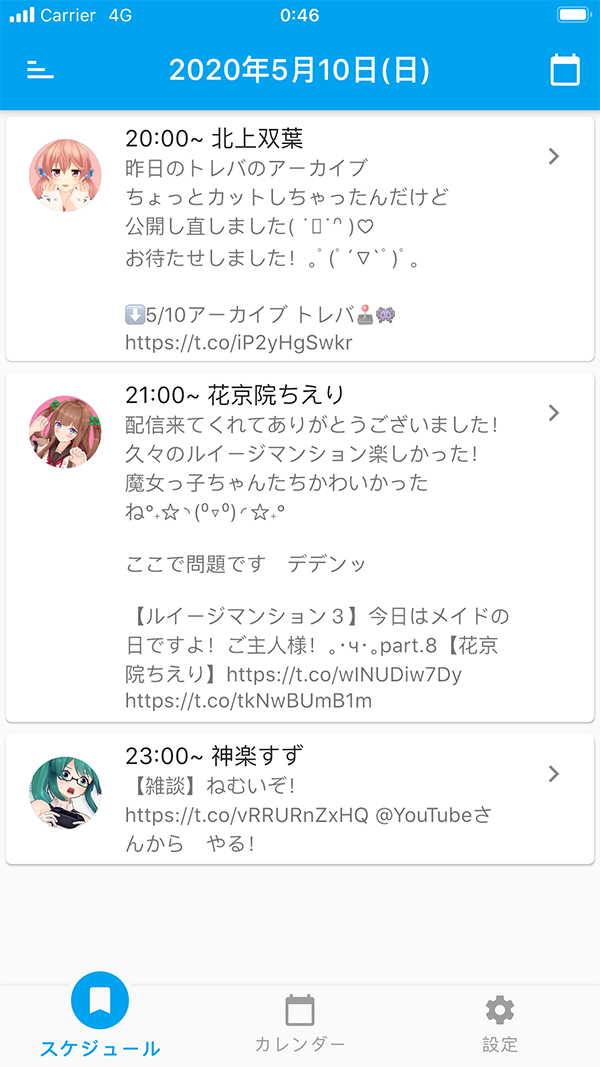 Carrier 4G 0:46
2020年5月10日(日)
20:00~ 北上双葉
昨日のトレバのアーカイブ
ちょっとカットしちゃったんだけど
公開し直しました( ˙▯˙ᐢ )♡
お待たせしました！ ｡ﾟ(ﾟ´∇`ﾟ)ﾟ｡
⬇️5/10アーカイブ トレバ🕹👾
https://t.co/iP2yHgSwkr
21:00~ 花京院ちえり
配信来てくれてありがとうございました！
久々のルイージマンション楽しかった！
魔女っ子ちゃんたちかわいかった
ね°˖☆◝(⁰▿⁰)◜☆˖°
ここで問題です　デデンッ
【ルイージマンション３】今日はメイドの
日ですよ！ご主人様！｡･ч･｡part.8【花京
院ちえり】https://t.co/wINUDiw7Dy
https://t.co/tkNwBUmB1m
23:00~ 神楽すず
【雑談】ねむいぞ！
https://t.co/vRRURnZxHQ @YouTubeさ
んから　やる！
スケジュール
カレンダー
設定